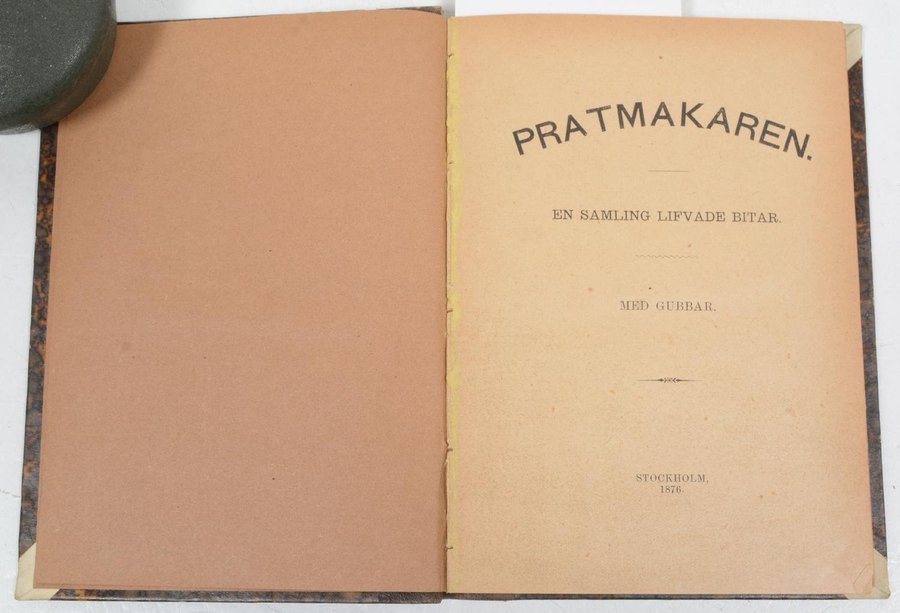 PRATMAKAREN.
EN SAMLING LIFVADE BITAR.
MED GUBBAR.
STOCKHOLM,
1876.